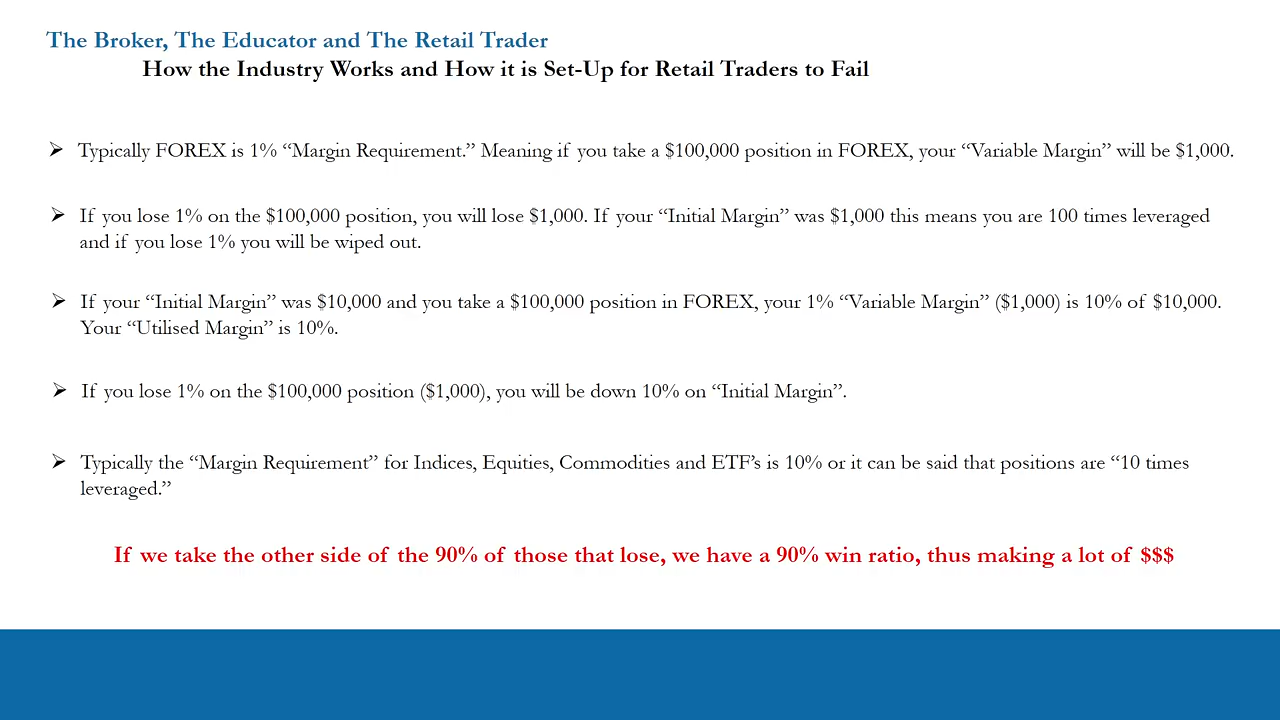 The Broker, The Educator and The Retail Trader
How the Industry Works and How it is Set-Up for Retail Traders to Fail
➢ Typically FOREX is 1% “Margin Requirement.” Meaning if you take a $100,000 position in FOREX, your “Variable Margin” will be $1,000.
➢ If you lose 1% on the $100,000 position, you will lose $1,000. If your “Initial Margin” was $1,000 this means you are 100 times leveraged
and if you lose 1% you will be wiped out.
➢ If your “Initial Margin” was $10,000 and you take a $100,000 position in FOREX, your 1% “Variable Margin” ($1,000) is 10% of $10,000.
Your “Utilised Margin” is 10%.
➢ If you lose 1% on the $100,000 position ($1,000), you will be down 10% on “Initial Margin”.
➢ Typically the “Margin Requirement” for Indices, Equities, Commodities and ETF’s is 10% or it can be said that positions are “10 times
leveraged.”
If we take the other side of the 90% of those that lose, we have a 90% win ratio, thus making a lot of $$$